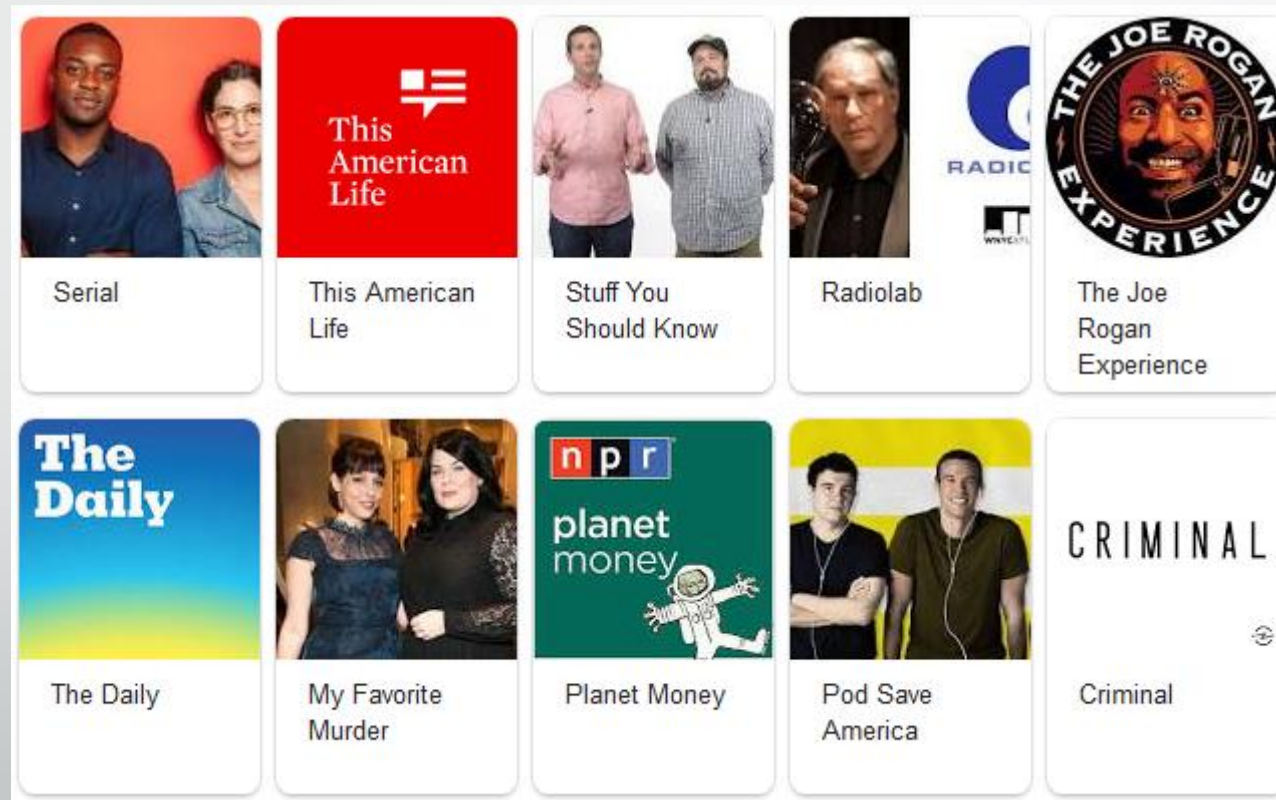 This
American
Life
RADIO
THE JOE ROGAN
EXPERIENCE
Serial
This American
Life
Stuff You
Should Know
Radiolab
The Joe
Rogan
Experience
The
Daily
npr
planet
money
CRIMINAL
The Daily
My Favorite
Murder
Planet Money
Pod Save
America
Criminal